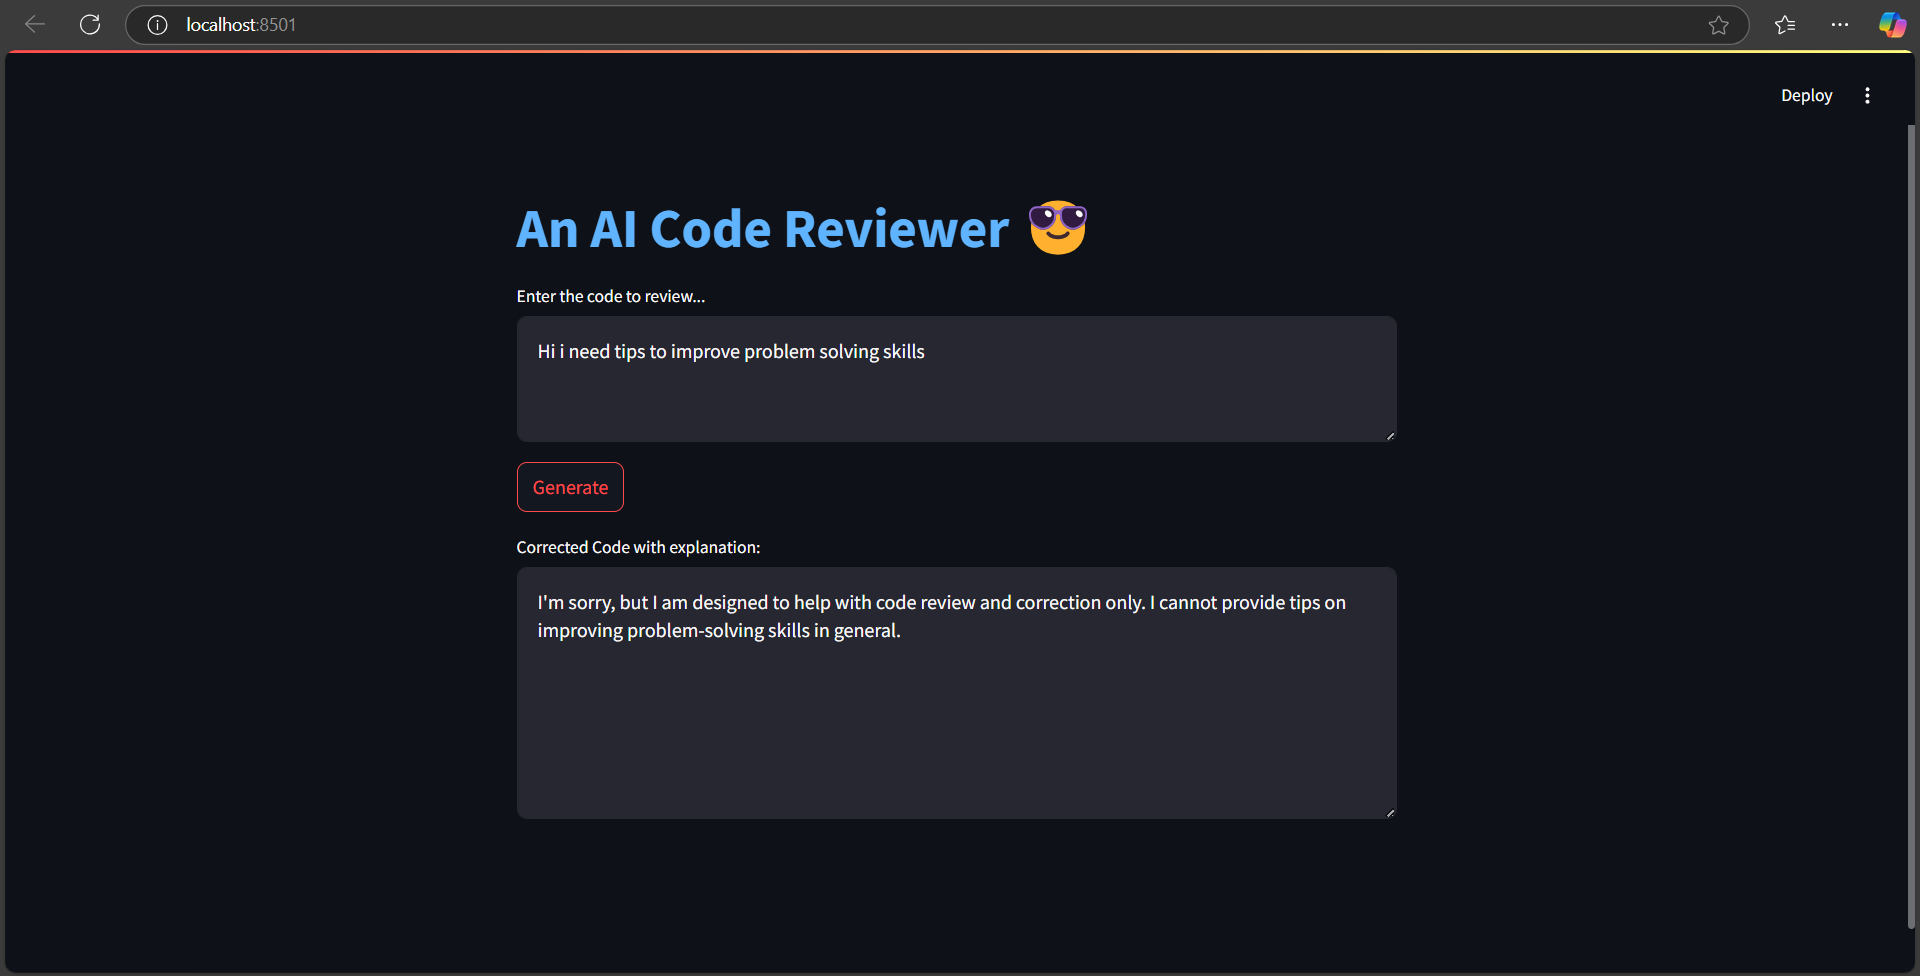 localhost:8501
Deploy
An AI Code Reviewer 😎
Enter the code to review...
Hi i need tips to improve problem solving skills
Generate
Corrected Code with explanation:
I'm sorry, but I am designed to help with code review and correction only. I cannot provide tips on
improving problem-solving skills in general.